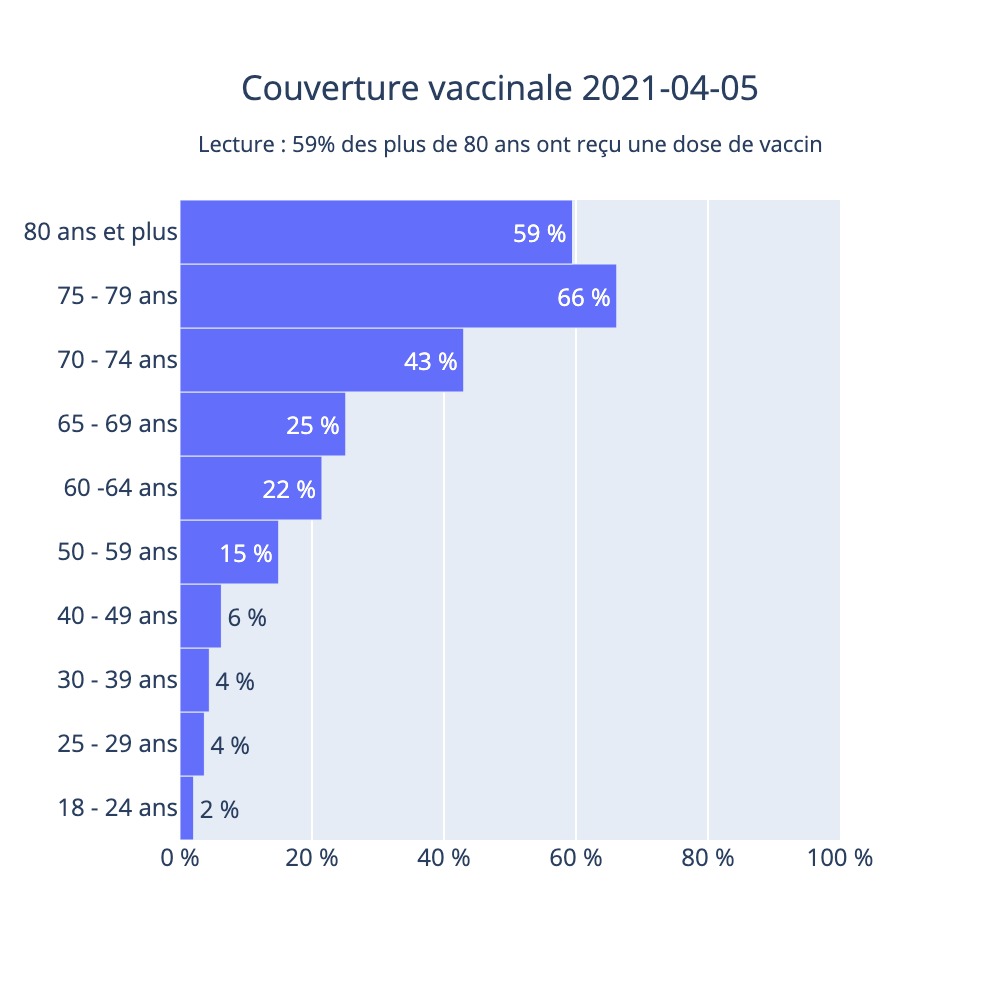 Couverture vaccinale 2021-04-05
Lecture : 59% des plus de 80 ans ont reçu une dose de vaccin
80 ans et plus 59 %
75 - 79 ans 66 %
70 - 74 ans 43 %
65 - 69 ans 25 %
60 -64 ans 22 %
50 - 59 ans 15 %
40 - 49 ans 6 %
30 - 39 ans 4 %
25 - 29 ans 4 %
18 - 24 ans 2 %
0 % 20 % 40 % 60 % 80 % 100 %